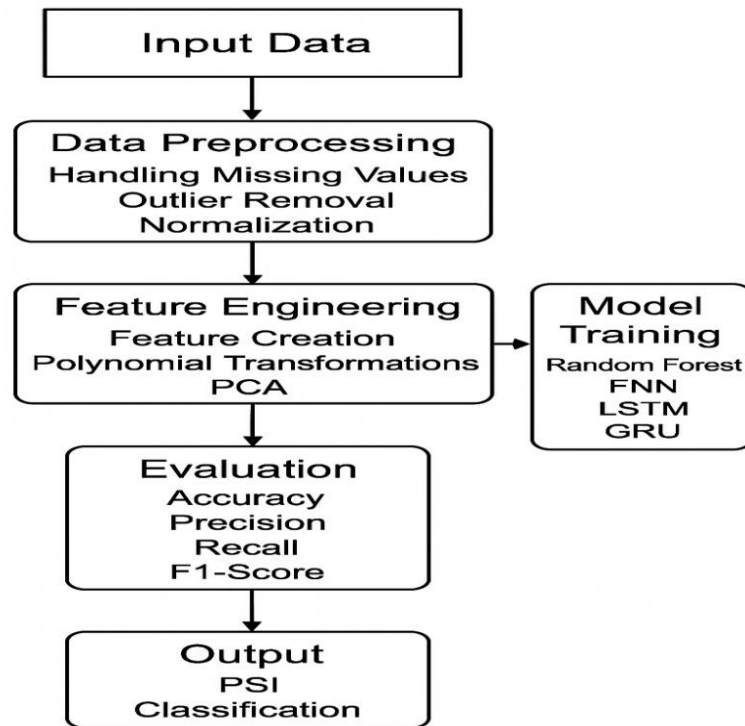 Input Data
Data Preprocessing
Handling Missing Values
Outlier Removal
Normalization
Feature Engineering
Feature Creation
Polynomial Transformations
PCA
Model
Training
Random Forest
FNN
LSTM
GRU
Evaluation
Accuracy
Precision
Recall
F1-Score
Output
PSI
Classification